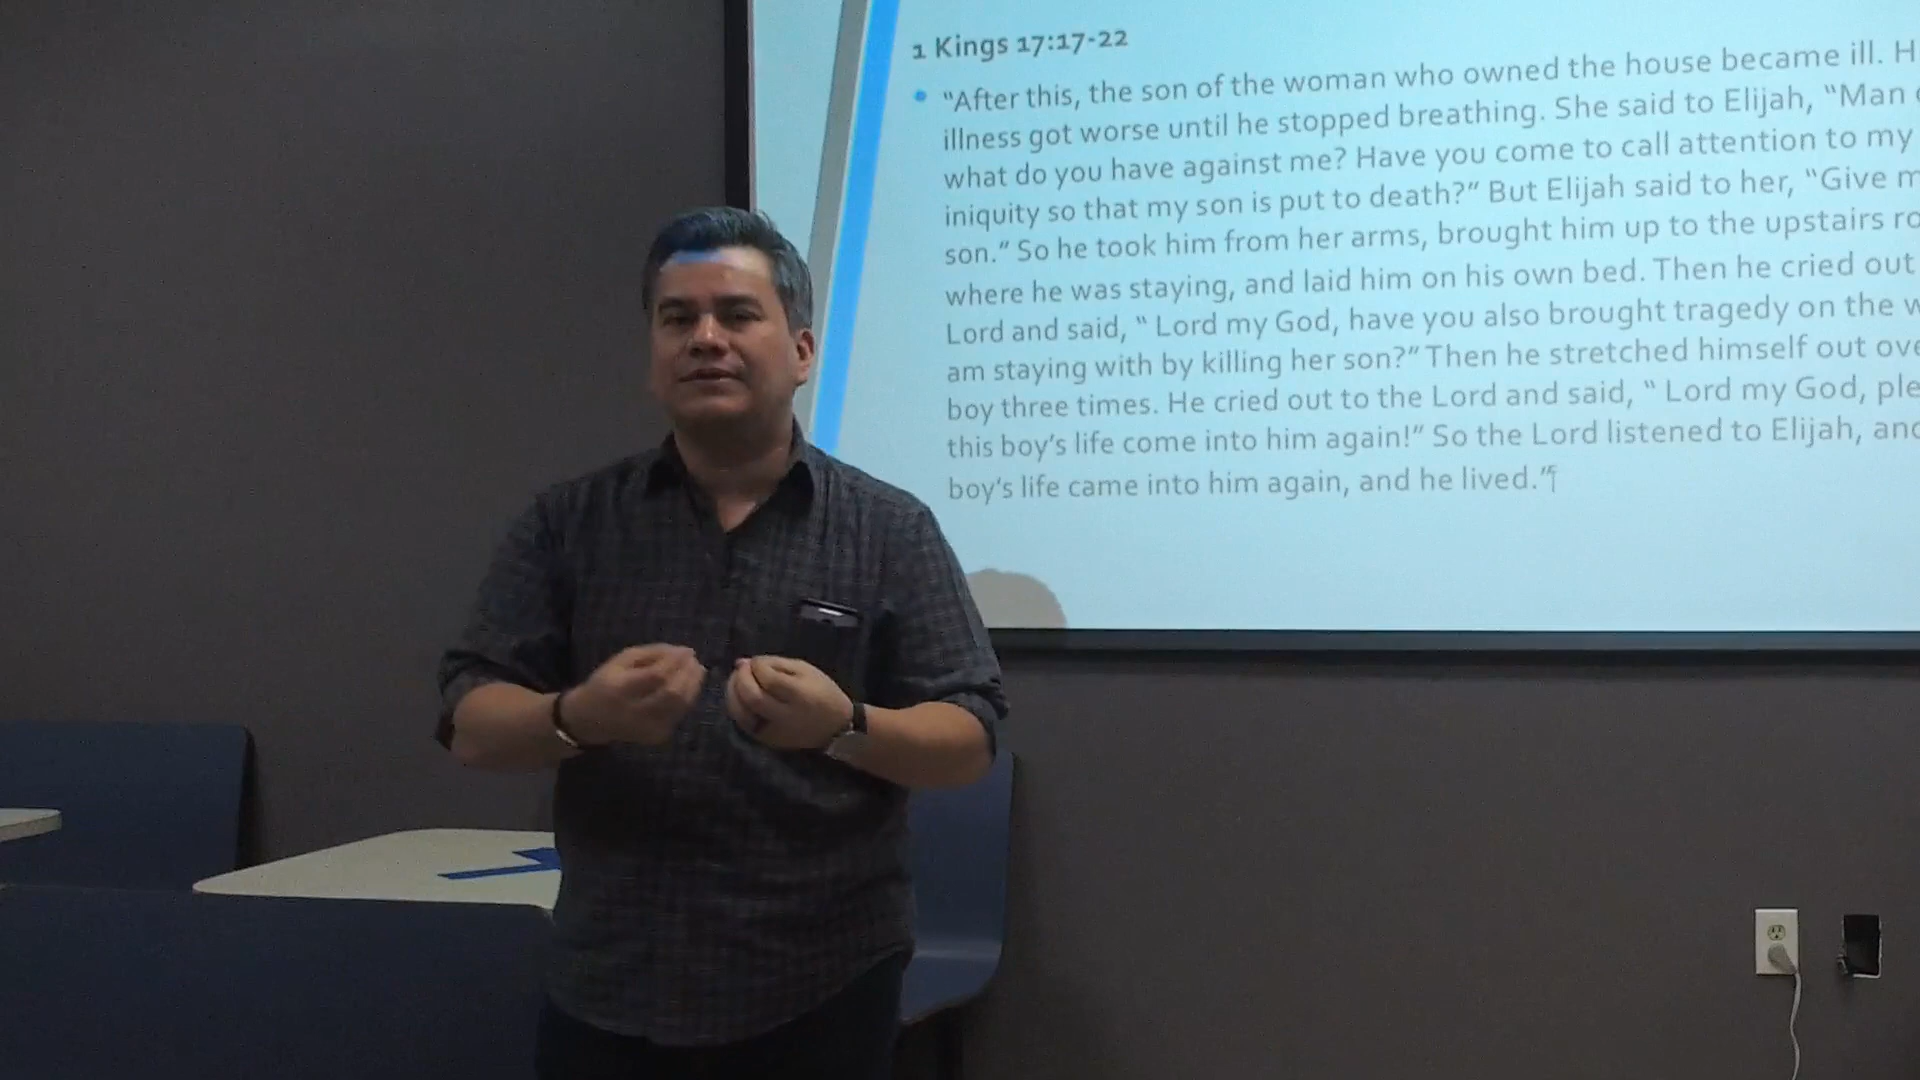 1 Kings 17:17-22
• “After this, the son of the woman who owned the house became ill. H
illness got worse until he stopped breathing. She said to Elijah, “Man
what do you have against me? Have you come to call attention to my
iniquity so that my son is put to death?” But Elijah said to her, “Give m
son.” So he took him from her arms, brought him up to the upstairs ro
where he was staying, and laid him on his own bed. Then he cried out
Lord and said, “ Lord my God, have you also brought tragedy on the w
am staying with by killing her son?” Then he stretched himself out ove
boy three times. He cried out to the Lord and said, “ Lord my God, ple
this boy’s life come into him again!” So the Lord listened to Elijah, and
boy’s life came into him again, and he lived.”